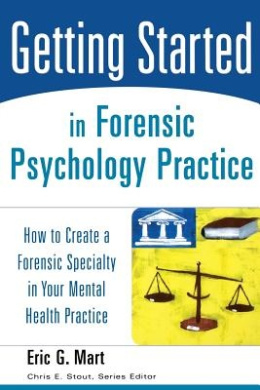 Getting Started
in Forensic
Psychology Practice
How to Create a
Forensic Specialty
in Your Mental
Health Practice
Eric G. Mart
Chris E. Stout, Series Editor